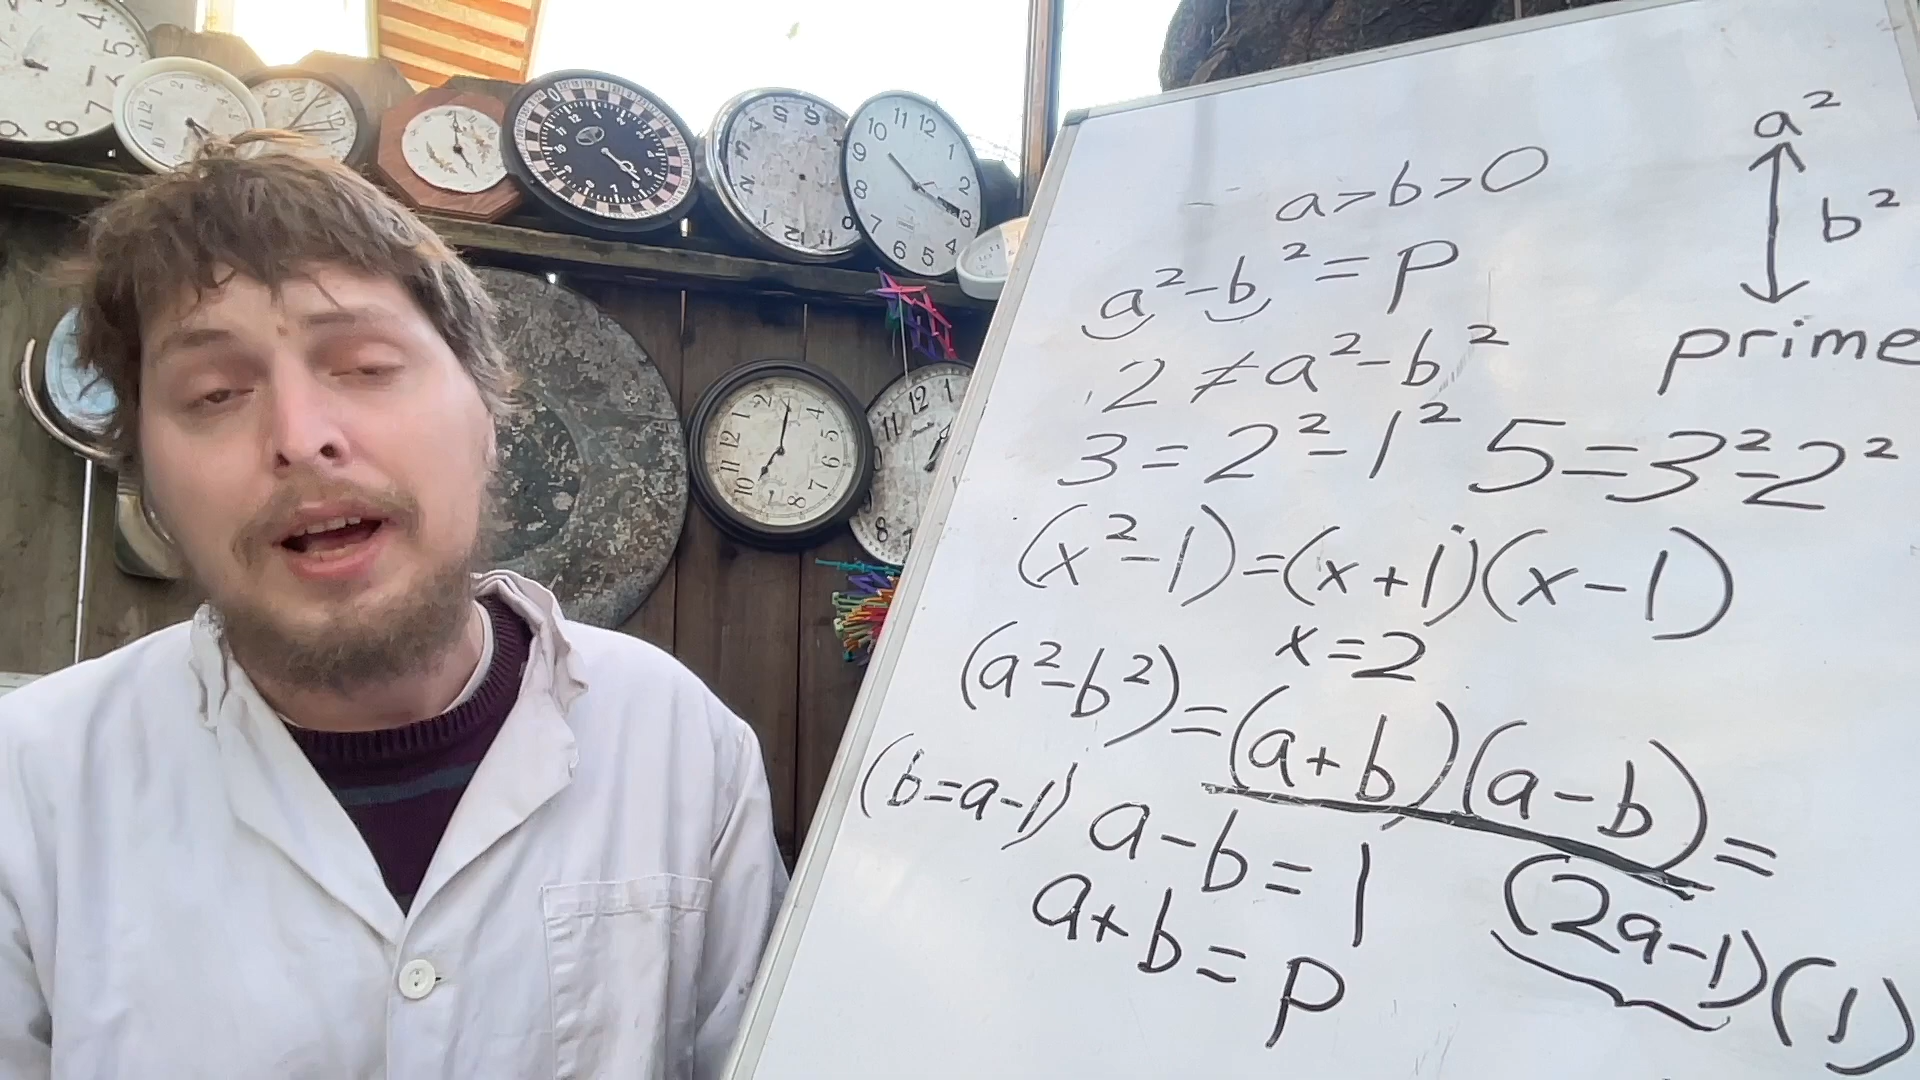 a²
a>b>0
b²
a²-b²=P
prime
2≠a²-b²
3=2²-1² 5=3²-2²
(x²-1)=(x+1)(x-1)
x=2
(a²-b²)=(a+b)(a-b)=
(b=a-1) a-b=1
(2a-1)(1)
a+b=P